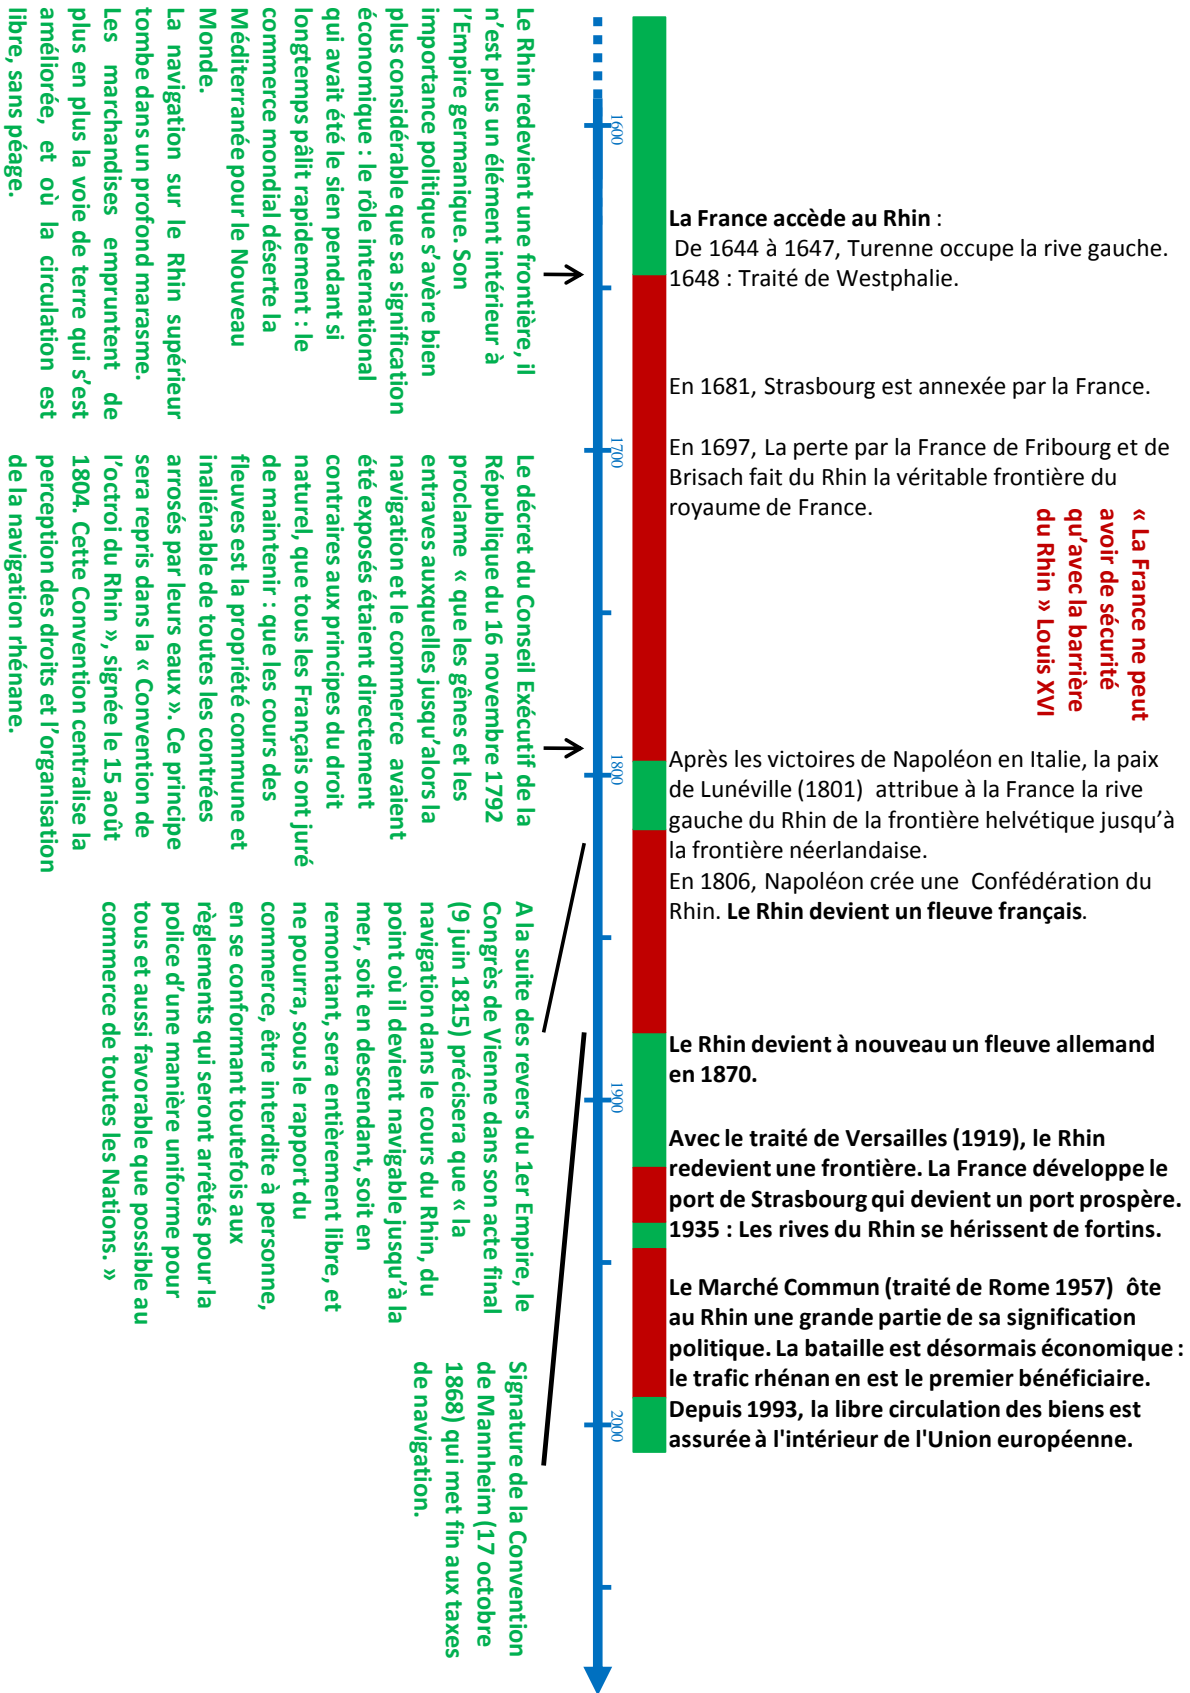 Le Rhin redevient une frontière, il
n’est plus un élément intérieur à
l’Empire germanique. Son
importance politique s’avère bien
plus considérable que sa signification
économique : le rôle international
qui avait été le sien pendant si
longtemps pâlit rapidement : le
commerce mondial déserte la
Méditerranée pour le Nouveau
Monde.
La navigation sur le Rhin supérieur
tombe dans un profond marasme.
Les marchandises empruntent de
plus en plus la voie de terre qui s’est
améliorée, et où la circulation est
libre, sans péage.
Le décret du Conseil Exécutif de la
République du 16 novembre 1792
proclame « que les gênes et les
entraves auxquelles jusqu’alors la
navigation et le commerce avaient
été exposés étaient directement
contraires aux principes du droit
naturel, que tous les Français ont juré
de maintenir : que les cours des
fleuves est la propriété commune et
inaliénable de toutes les contrées
arrosés par leurs eaux ». Ce principe
sera repris dans la « Convention de
l’octroi du Rhin », signée le 15 août
1804. Cette Convention centralise la
perception des droits et l’organisation
de la navigation rhénane.
A la suite des revers du 1er Empire, le
Congrès de Vienne dans son acte final
(9 juin 1815) précisera que « la
navigation dans le cours du Rhin, du
point où il devient navigable jusqu’à la
mer, soit en descendant, soit en
remontant, sera entièrement libre, et
ne pourra, sous le rapport du
commerce, être interdite à personne,
en se conformant toutefois aux
règlements qui seront arrêtés pour la
police d’une manière uniforme pour
tous et aussi favorable que possible au
commerce de toutes les Nations. »
Signature de la Convention
de Mannheim (17 octobre
1868) qui met fin aux taxes
de navigation.
1600
1700
1800
1900
2000
La France accède au Rhin :
De 1644 à 1647, Turenne occupe la rive gauche.
1648 : Traité de Westphalie.
En 1681, Strasbourg est annexée par la France.
En 1697, La perte par la France de Fribourg et de
Brisach fait du Rhin la véritable frontière du
royaume de France.
« La France ne peut
avoir de sécurité
qu’avec la barrière
du Rhin » Louis XVI
Après les victoires de Napoléon en Italie, la paix
de Lunéville (1801) attribue à la France la rive
gauche du Rhin de la frontière helvétique jusqu’à
la frontière néerlandaise.
En 1806, Napoléon crée une Confédération du
Rhin. Le Rhin devient un fleuve français.
Le Rhin devient à nouveau un fleuve allemand
en 1870.
Avec le traité de Versailles (1919), le Rhin
redevient une frontière. La France développe le
port de Strasbourg qui devient un port prospère.
1935 : Les rives du Rhin se hérissent de fortins.
Le Marché Commun (traité de Rome 1957) ôte
au Rhin une grande partie de sa signification
politique. La bataille est désormais économique :
le trafic rhénan en est le premier bénéficiaire.
Depuis 1993, la libre circulation des biens est
assurée à l'intérieur de l'Union européenne.